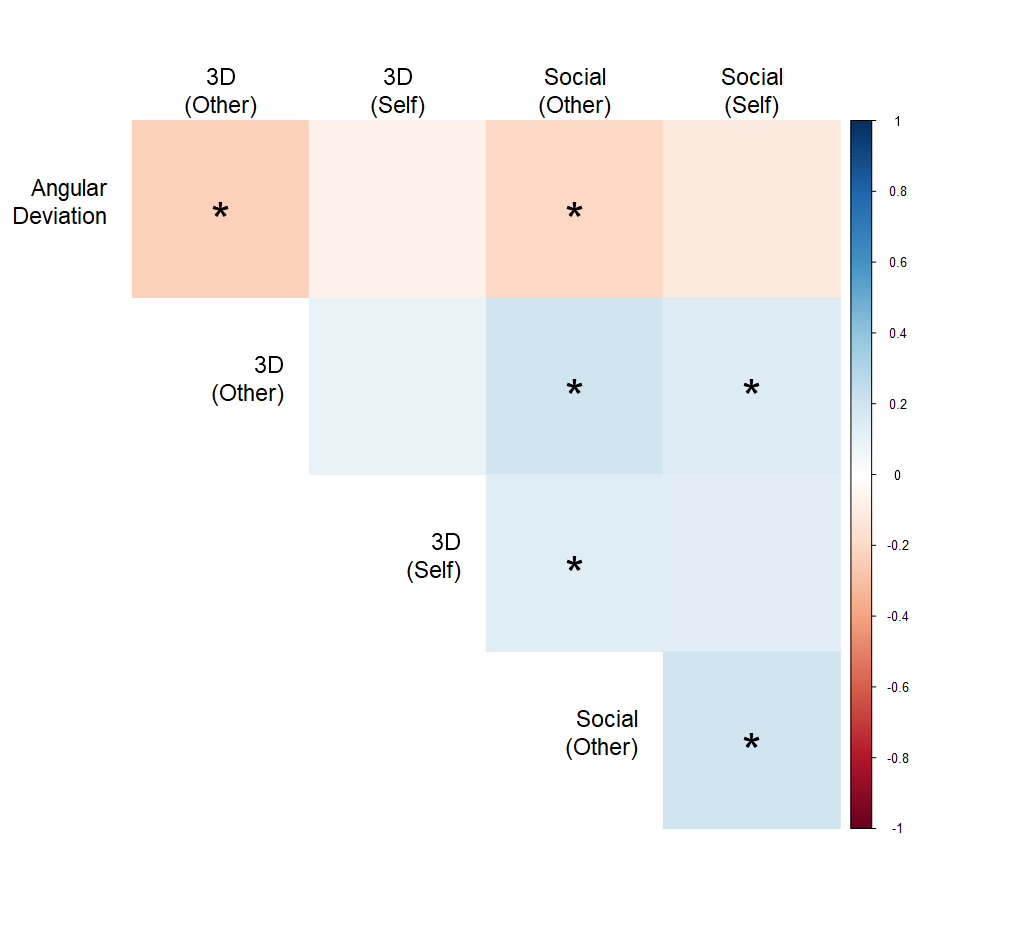 3D
(Other)
3D
(Self)
Social
(Other)
Social
(Self)
Angular
Deviation
*
*
3D
(Other)
*
*
3D
(Self)
*
Social
(Other)
*
1
0.8
0.6
0.4
0.2
0
-0.2
-0.4
-0.6
-0.8
-1